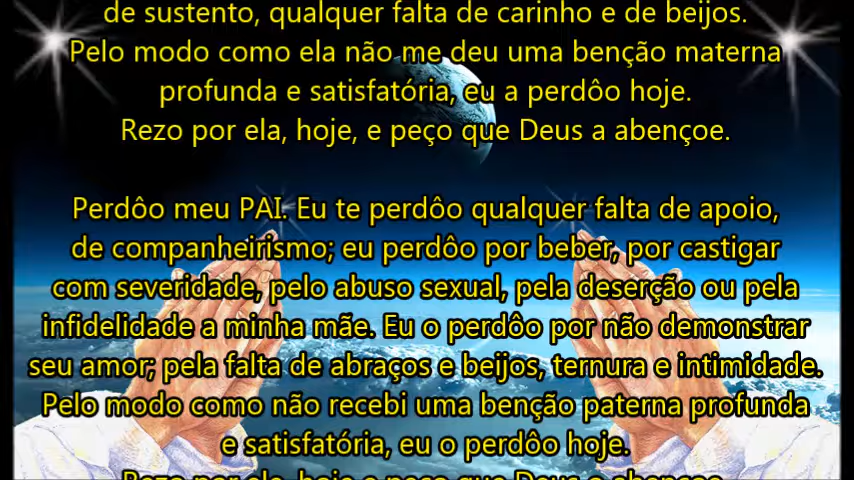 de sustento, qualquer falta de carinho e de beijos.
Pelo modo como ela não me deu uma benção materna
profunda e satisfatória, eu a perdôo hoje.
Rezo por ela, hoje, e peço que Deus a abençoe.
Perdôo meu PAI. Eu te perdôo qualquer falta de apoio,
de companheirismo; eu perdôo por beber, por castigar
com severidade, pelo abuso sexual, pela deserção ou pela
infidelidade a minha mãe. Eu o perdôo por não demonstrar
seu amor; pela falta de abraços e beijos, ternura e intimidade.
Pelo modo como não recebi uma benção paterna profunda
e satisfatória, eu o perdôo hoje.
Rezo por ele, hoje e peço que Deus o abençoe.